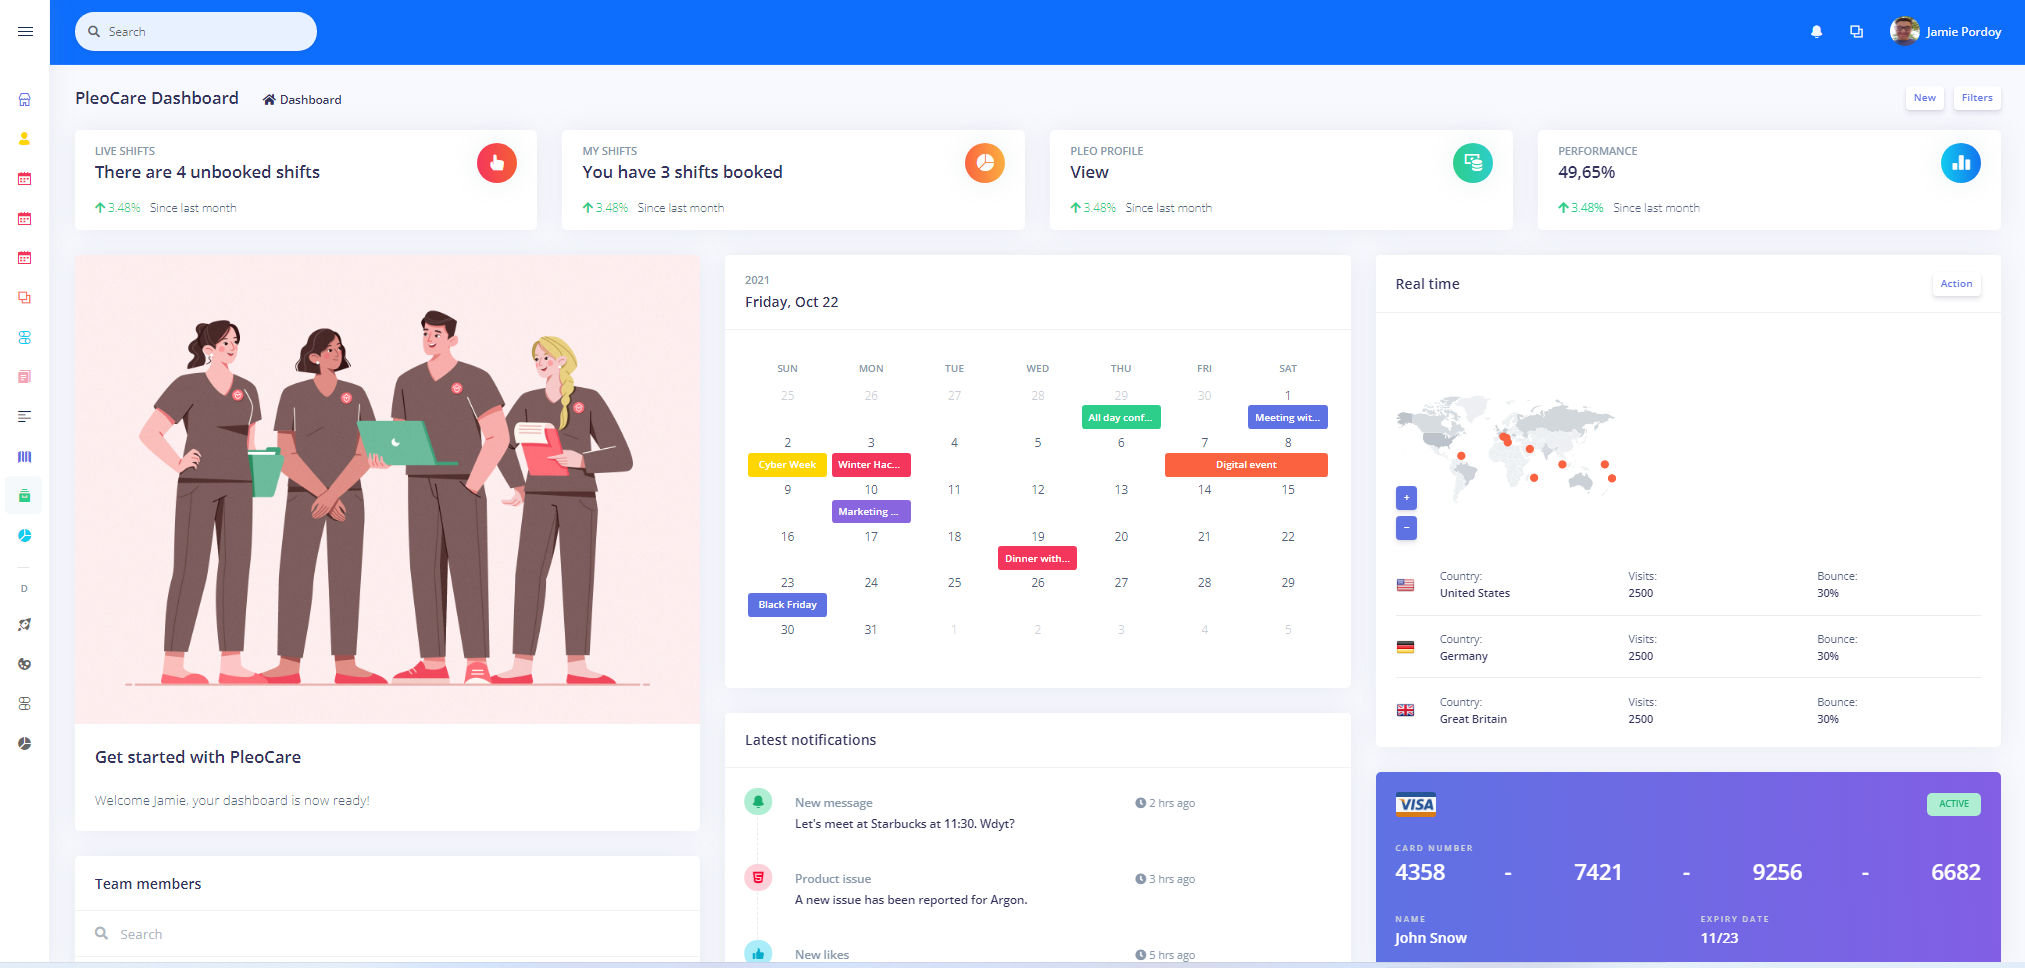 Search
Jamie Pordoy
PleoCare Dashboard
Dashboard
New
Filters
LIVE SHIFTS
There are 4 unbooked shifts
3.48% Since last month
MY SHIFTS
You have 3 shifts booked
3.48% Since last month
PLEO PROFILE
View
3.48% Since last month
PERFORMANCE
49,65%
3.48% Since last month
D
Get started with PleoCare
Welcome Jamie, your dashboard is now ready!
Team members
Search
2021
Friday, Oct 22
SUN MON TUE WED THU FRI SAT
25 26 27 28 29 30 1
All day conf... Meeting wit...
2 3 4 5 6 7 8
Cyber Week Winter Hac... Digital event
9 10 11 12 13 14 15
Marketing ...
16 17 18 19 20 21 22
Dinner with...
23 24 25 26 27 28 29
Black Friday
30 31 1 2 3 4 5
Latest notifications
New message 2 hrs ago
Let's meet at Starbucks at 11:30. Wdyt?
Product issue 3 hrs ago
A new issue has been reported for Argon.
New likes 5 hrs ago
Real time
Action
+
−
Country: Visits: Bounce:
United States 2500 30%
Country: Visits: Bounce:
Germany 2500 30%
Country: Visits: Bounce:
Great Britain 2500 30%
VISA
ACTIVE
CARD NUMBER
4358 - 7421 - 9256 - 6682
NAME EXPIRY DATE
John Snow 11/23